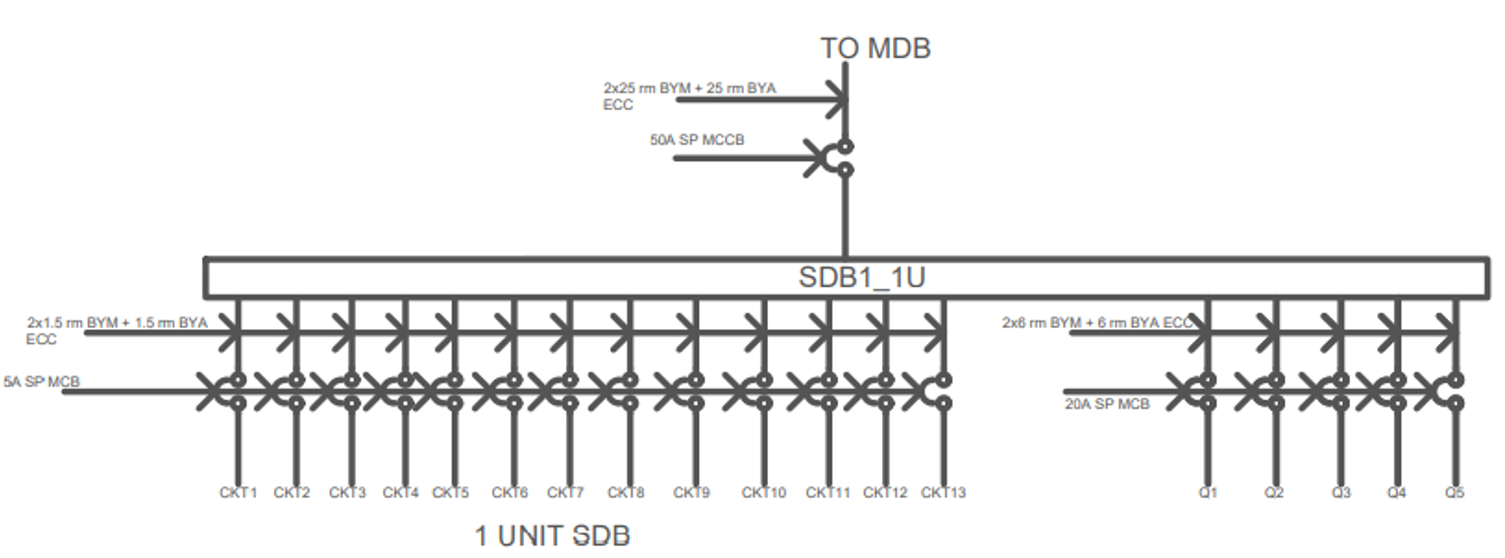 TO MDB
2x25 rm BYM + 25 rm BYA
ECC
50A SP MCCB
SDB1_1U
2x1.5 rm BYM + 1.5 rm BYA
ECC
2x6 rm BYM + 6 rm BYA ECC
5A SP MCB
20A SP MCB
CKT1 CKT2 CKT3 CKT4 CKT5 CKT6 CKT7 CKT8 CKT9 CKT10 CKT11 CKT12 CKT13 Q1 Q2 Q3 Q4 Q5
1 UNIT SDB